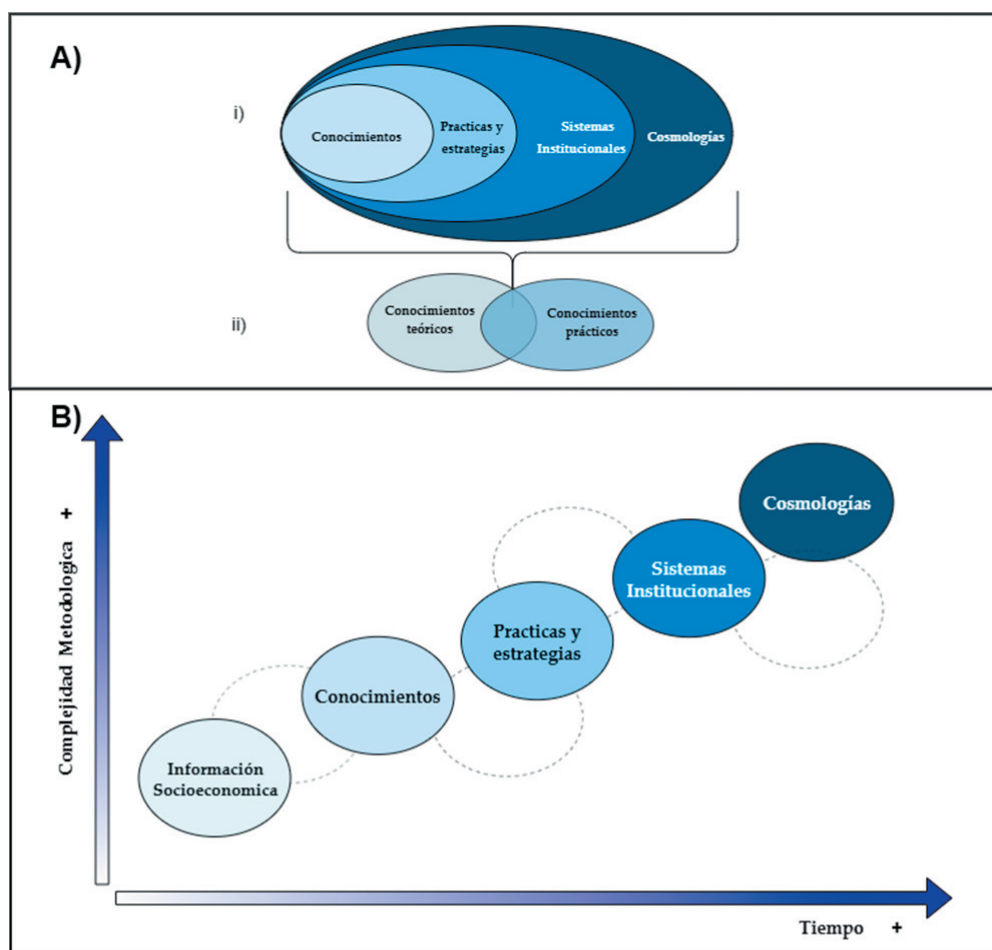 A)
i)
Conocimientos
Practicas y
estrategias
Sistemas
Institucionales
Cosmologías
ii)
Conocimientos
teóricos
Conocimientos
prácticos
B)
Complejidad Metodologica +
Cosmologías
Sistemas
Institucionales
Practicas y
estrategias
Conocimientos
Información
Socioeconomica
Tiempo +